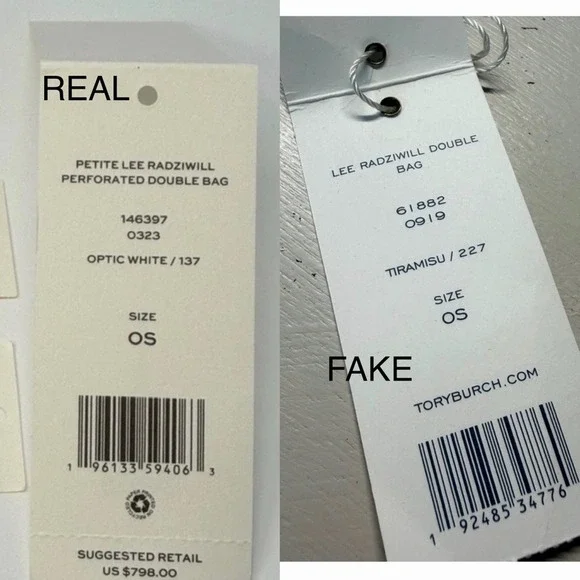 REAL
PETITE LEE RADZIWILL
PERFORATED DOUBLE BAG
146397
0323
OPTIC WHITE / 137
SIZE
OS
1 96133 59406 3
SUGGESTED RETAIL
US $798.00
LEE RADZIWILL DOUBLE
BAG
61882
0919
TIRAMISU / 227
SIZE
OS
FAKE
TORYBURCH.COM
1 92485 34776